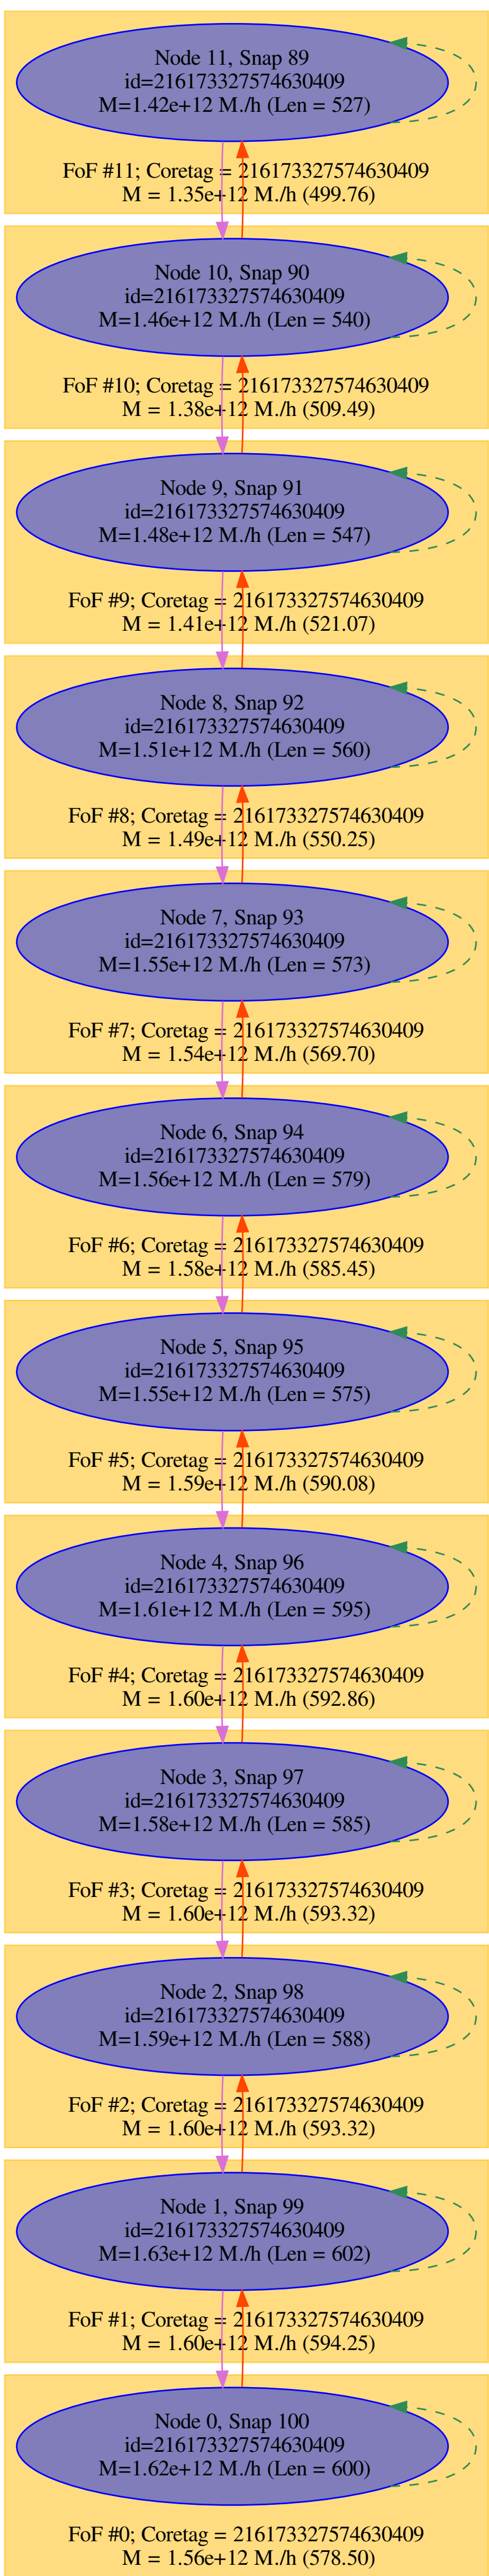 Node 11, Snap 89
id=216173327574630409
M=1.42e+12 M./h (Len = 527)
FoF #11; Coretag = 216173327574630409
M = 1.35e+12 M./h (499.76)
Node 10, Snap 90
id=216173327574630409
M=1.46e+12 M./h (Len = 540)
FoF #10; Coretag = 216173327574630409
M = 1.38e+12 M./h (509.49)
Node 9, Snap 91
id=216173327574630409
M=1.48e+12 M./h (Len = 547)
FoF #9; Coretag = 216173327574630409
M = 1.41e+12 M./h (521.07)
Node 8, Snap 92
id=216173327574630409
M=1.51e+12 M./h (Len = 560)
FoF #8; Coretag = 216173327574630409
M = 1.49e+12 M./h (550.25)
Node 7, Snap 93
id=216173327574630409
M=1.55e+12 M./h (Len = 573)
FoF #7; Coretag = 216173327574630409
M = 1.54e+12 M./h (569.70)
Node 6, Snap 94
id=216173327574630409
M=1.56e+12 M./h (Len = 579)
FoF #6; Coretag = 216173327574630409
M = 1.58e+12 M./h (585.45)
Node 5, Snap 95
id=216173327574630409
M=1.55e+12 M./h (Len = 575)
FoF #5; Coretag = 216173327574630409
M = 1.59e+12 M./h (590.08)
Node 4, Snap 96
id=216173327574630409
M=1.61e+12 M./h (Len = 595)
FoF #4; Coretag = 216173327574630409
M = 1.60e+12 M./h (592.86)
Node 3, Snap 97
id=216173327574630409
M=1.58e+12 M./h (Len = 585)
FoF #3; Coretag = 216173327574630409
M = 1.60e+12 M./h (593.32)
Node 2, Snap 98
id=216173327574630409
M=1.59e+12 M./h (Len = 588)
FoF #2; Coretag = 216173327574630409
M = 1.60e+12 M./h (593.32)
Node 1, Snap 99
id=216173327574630409
M=1.63e+12 M./h (Len = 602)
FoF #1; Coretag = 216173327574630409
M = 1.60e+12 M./h (594.25)
Node 0, Snap 100
id=216173327574630409
M=1.62e+12 M./h (Len = 600)
FoF #0; Coretag = 216173327574630409
M = 1.56e+12 M./h (578.50)